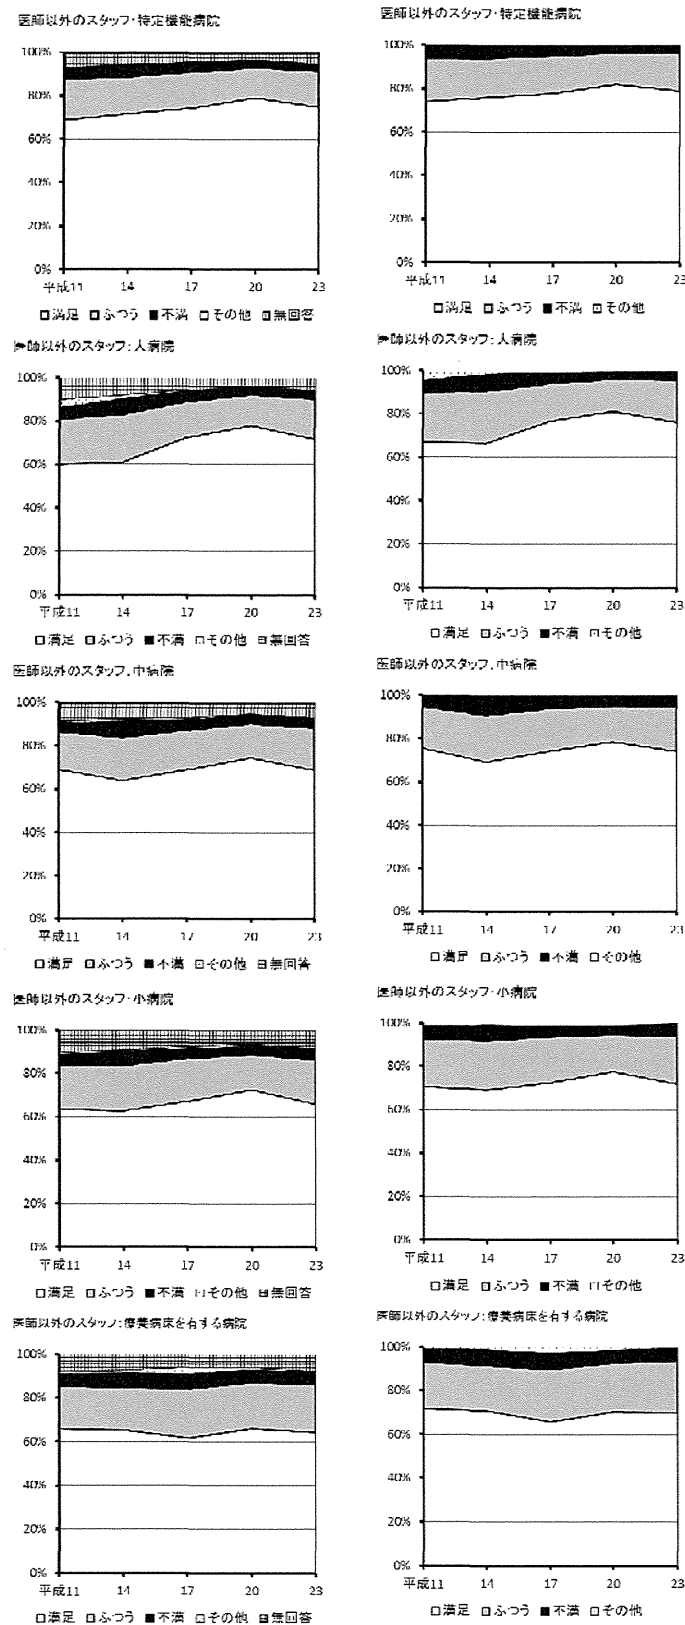 医師以外のスタッフ・特定機能病院
100%
80%
60%
40%
20%
0%
平成11 14 17 20 23
□満足 □ふつう ■不満 □その他 □無回答
医師以外のスタッフ・特定機能病院
100%
80%
60%
40%
20%
0%
平成11 14 17 20 23
□満足 □ふつう ■不満 □その他
師以外のスタッフ:大病院
100%
80%
60%
40%
20%
0%
平成11 14 17 20 23
□満足 □ふつう ■不満 □その他 □無回答
医師以外のスタッフ:大病院
100%
80%
60%
40%
20%
0%
平成11 14 17 20 23
□満足 □ふつう ■不満 □その他
医師以外のスタッフ:中病院
100%
80%
60%
40%
20%
0%
平成11 14 17 20 23
□満足 □ふつう ■不満 □その他 □無回答
医師以外のスタッフ:中病院
100%
80%
60%
40%
20%
0%
平成11 14 17 20 23
□満足 □ふつう ■不満 □その他
医師以外のスタッフ・小病院
100%
80%
60%
40%
20%
0%
平成11 14 17 20 23
□満足 □ふつう ■不満 □その他 □無回答
医師以外のスタッフ・小病院
100%
80%
60%
40%
20%
0%
平成11 14 17 20 23
□満足 □ふつう ■不満 □その他
医師以外のスタッフ:療養病床を有する病院
100%
80%
60%
40%
20%
0%
平成11 14 17 20 23
□満足 □ふつう ■不満 □その他 □無回答
医師以外のスタッフ:療養病床を有する病院
100%
80%
60%
40%
20%
0%
平成11 14 17 20 23
□満足 □ふつう ■不満 □その他